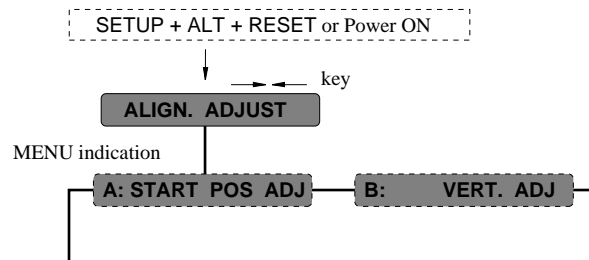 SETUP + ALT + RESET or Power ON
key
ALIGN. ADJUST
MENU indication
A: START POS ADJ
B: VERT. ADJ